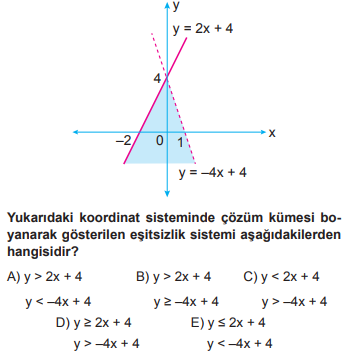 y
y = 2x + 4
4
–2
0
1
x
y = –4x + 4
Yukarıdaki koordinat sisteminde çözüm kümesi bo-
yanarak gösterilen eşitsizlik sistemi aşağıdakilerden
hangisidir?
A) y > 2x + 4 B) y > 2x + 4 C) y < 2x + 4
y < –4x + 4 y ≥ –4x + 4 y > –4x + 4
D) y ≥ 2x + 4 E) y ≤ 2x + 4
y > –4x + 4 y < –4x + 4